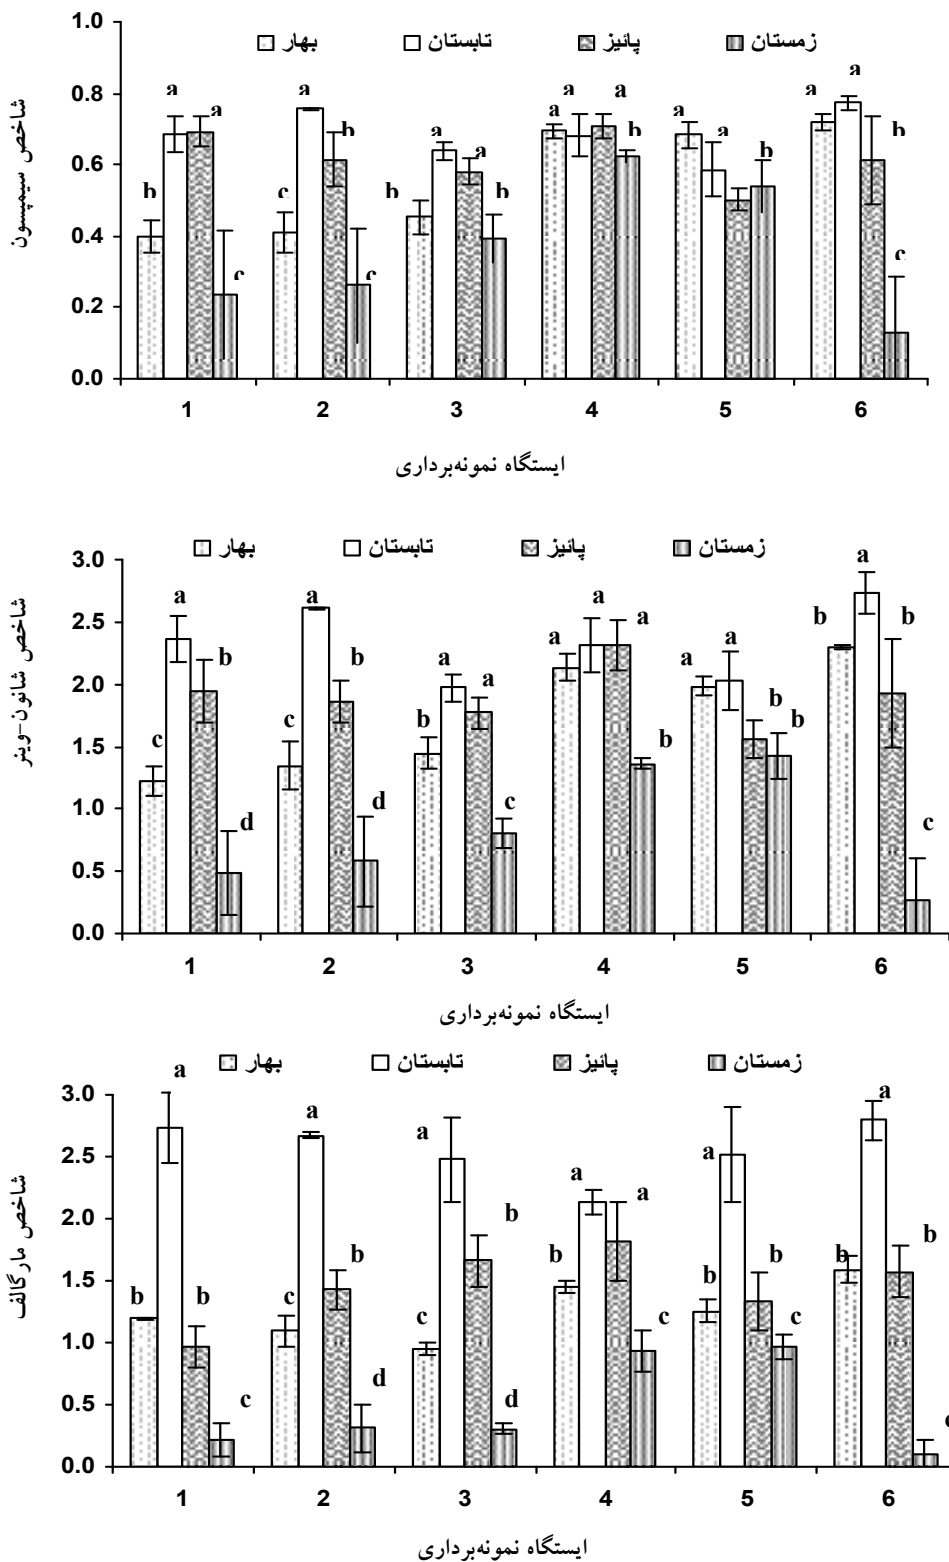 شاخص سیمپسون
بهار تابستان پائیز زمستان
1.0
0.8
0.6
0.4
0.2
0.0
b a a c
c a b c
b a a b
a a a b
a a b
a a b c
1 2 3 4 5 6
ایستگاه نمونه‌برداری
شاخص شانون-وینر
بهار تابستان پائیز زمستان
3.0
2.5
2.0
1.5
1.0
0.5
0.0
c a b d
c a b d
b a a c
a a a b
a a b b
b a b c
1 2 3 4 5 6
ایستگاه نمونه‌برداری
شاخص مارگالف
بهار تابستان پائیز زمستان
3.0
2.5
2.0
1.5
1.0
0.5
0.0
b a b c
c a b d
c a b d
b a a c
b a b c
b a b
1 2 3 4 5 6
ایستگاه نمونه‌برداری